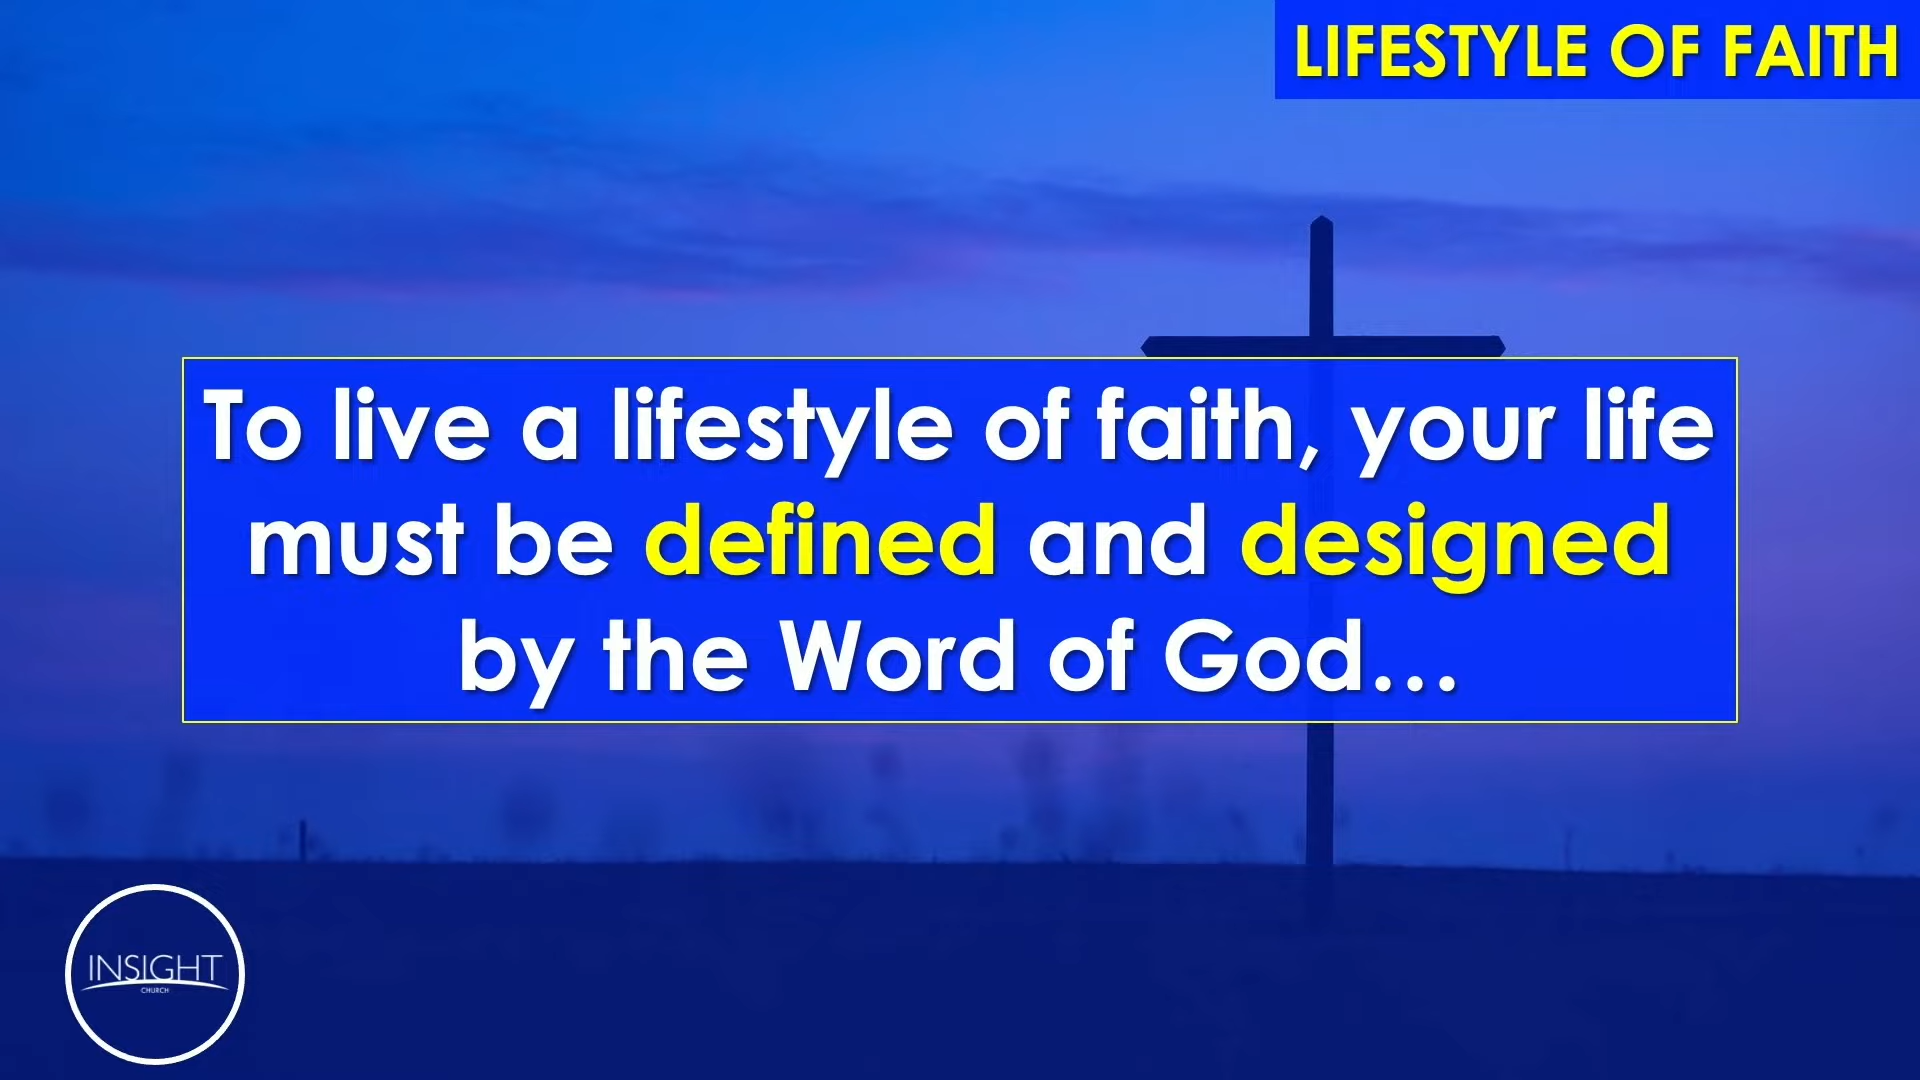 LIFESTYLE OF FAITH
To live a lifestyle of faith, your life
must be defined and designed
by the Word of God...
INSIGHT
CHURCH